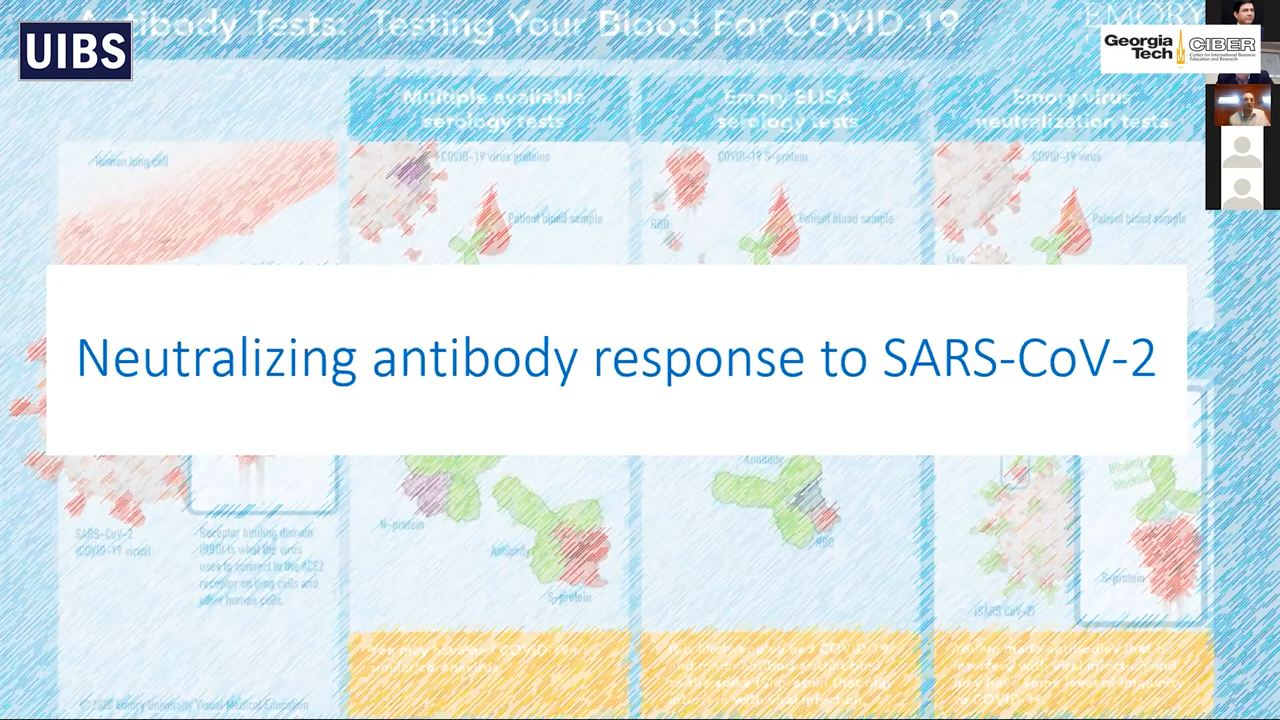 Antibody Tests: Testing Your Blood For COVID-19
EMORY
UIBS
Georgia
Tech
CIBER
Center for International Business
Education and Research
serology tests
Emory
serology tests
Emory virus
neutralization tests
human lung cell
COVID-19 virus proteins
Patient blood sample
COVID-19 S-protein
RBD
Patient blood sample
COVID-19 virus
Patient blood sample
Live
Neutralizing antibody response to SARS-CoV-2
SARS-CoV-2
(COVID-19 virus)
Receptor binding domain
(RBD) is what the virus
uses to connect to the ACE2
receptor on lung cells and
other human cells.
N-protein
Antibody
S-protein
Antibody
RBD
S-protein
(SARS CoV-2)
©2020 Emory University Visual Medical Education